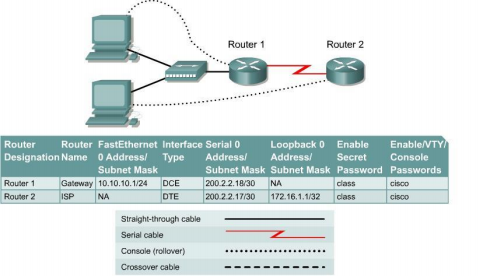 Router 1 Router 2
Router Router FastEthernet Interface Serial 0 Loopback 0 Enable Enable/VTY/
Designation Name 0 Address/ Type Address/ Address/ Secret Console
Subnet Mask Subnet Mask Subnet Mask Password Passwords
Router 1 Gateway 10.10.10.1/24 DCE 200.2.2.18/30 NA class cisco
Router 2 ISP NA DTE 200.2.2.17/30 172.16.1.1/32 class cisco
Straight-through cable
Serial cable
Console (rollover)
Crossover cable